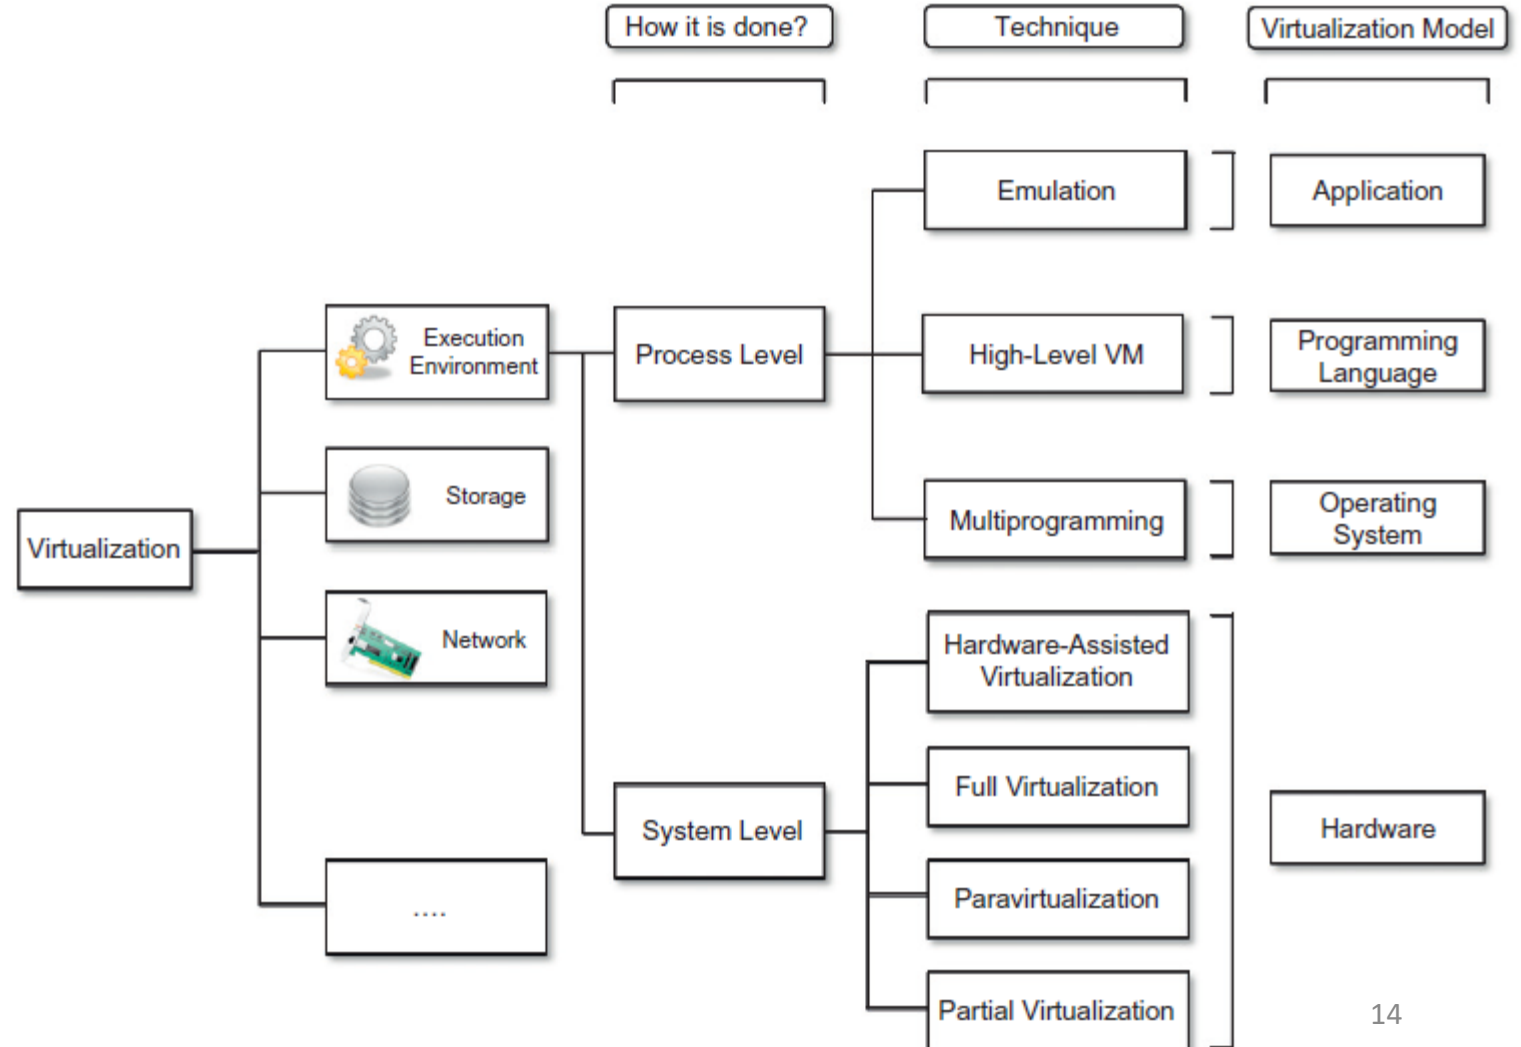 How it is done?
Technique
Virtualization Model
Emulation
Application
Execution
Environment
Process Level
High-Level VM
Programming
Language
Storage
Multiprogramming
Operating
System
Virtualization
Network
Hardware-Assisted
Virtualization
System Level
Full Virtualization
Hardware
Paravirtualization
....
Partial Virtualization
14